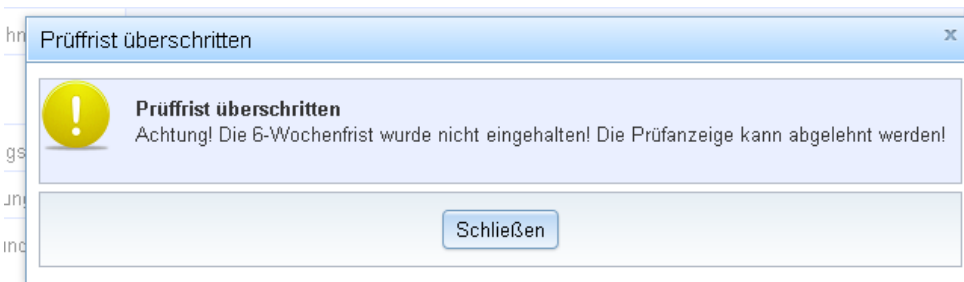 Prüffrist überschritten
x
Prüffrist überschritten
Achtung! Die 6-Wochenfrist wurde nicht eingehalten! Die Prüfanzeige kann abgelehnt werden!
Schließen